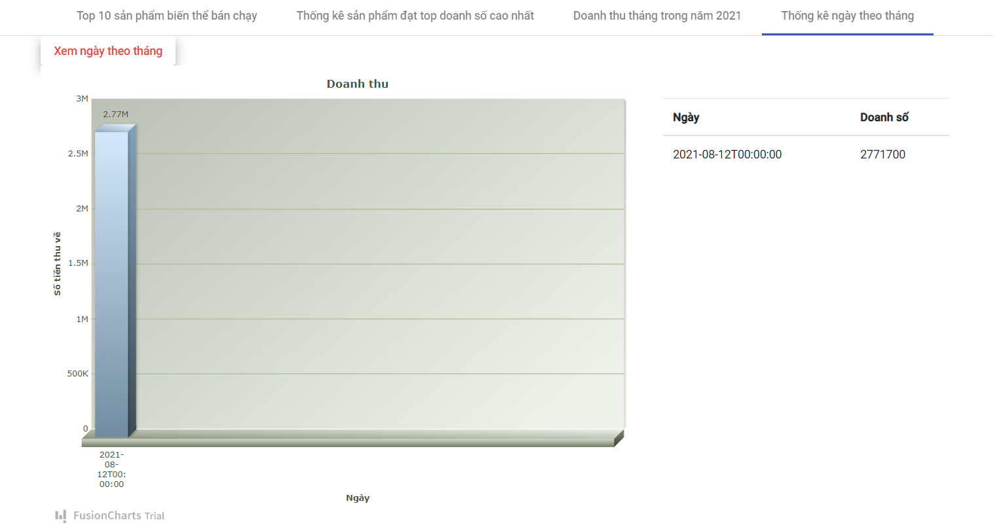 Top 10 sản phẩm biến thể bán chạy
Thống kê sản phẩm đạt top doanh số cao nhất
Doanh thu tháng trong năm 2021
Thống kê ngày theo tháng
Xem ngày theo tháng
Doanh thu
3M
2.5M
2M
1.5M
1M
500K
0
Số tiền thu về
2.77M
2021-
08-
12T00:
00:00
Ngày
FusionCharts Trial
Ngày Doanh số
2021-08-12T00:00:00 2771700